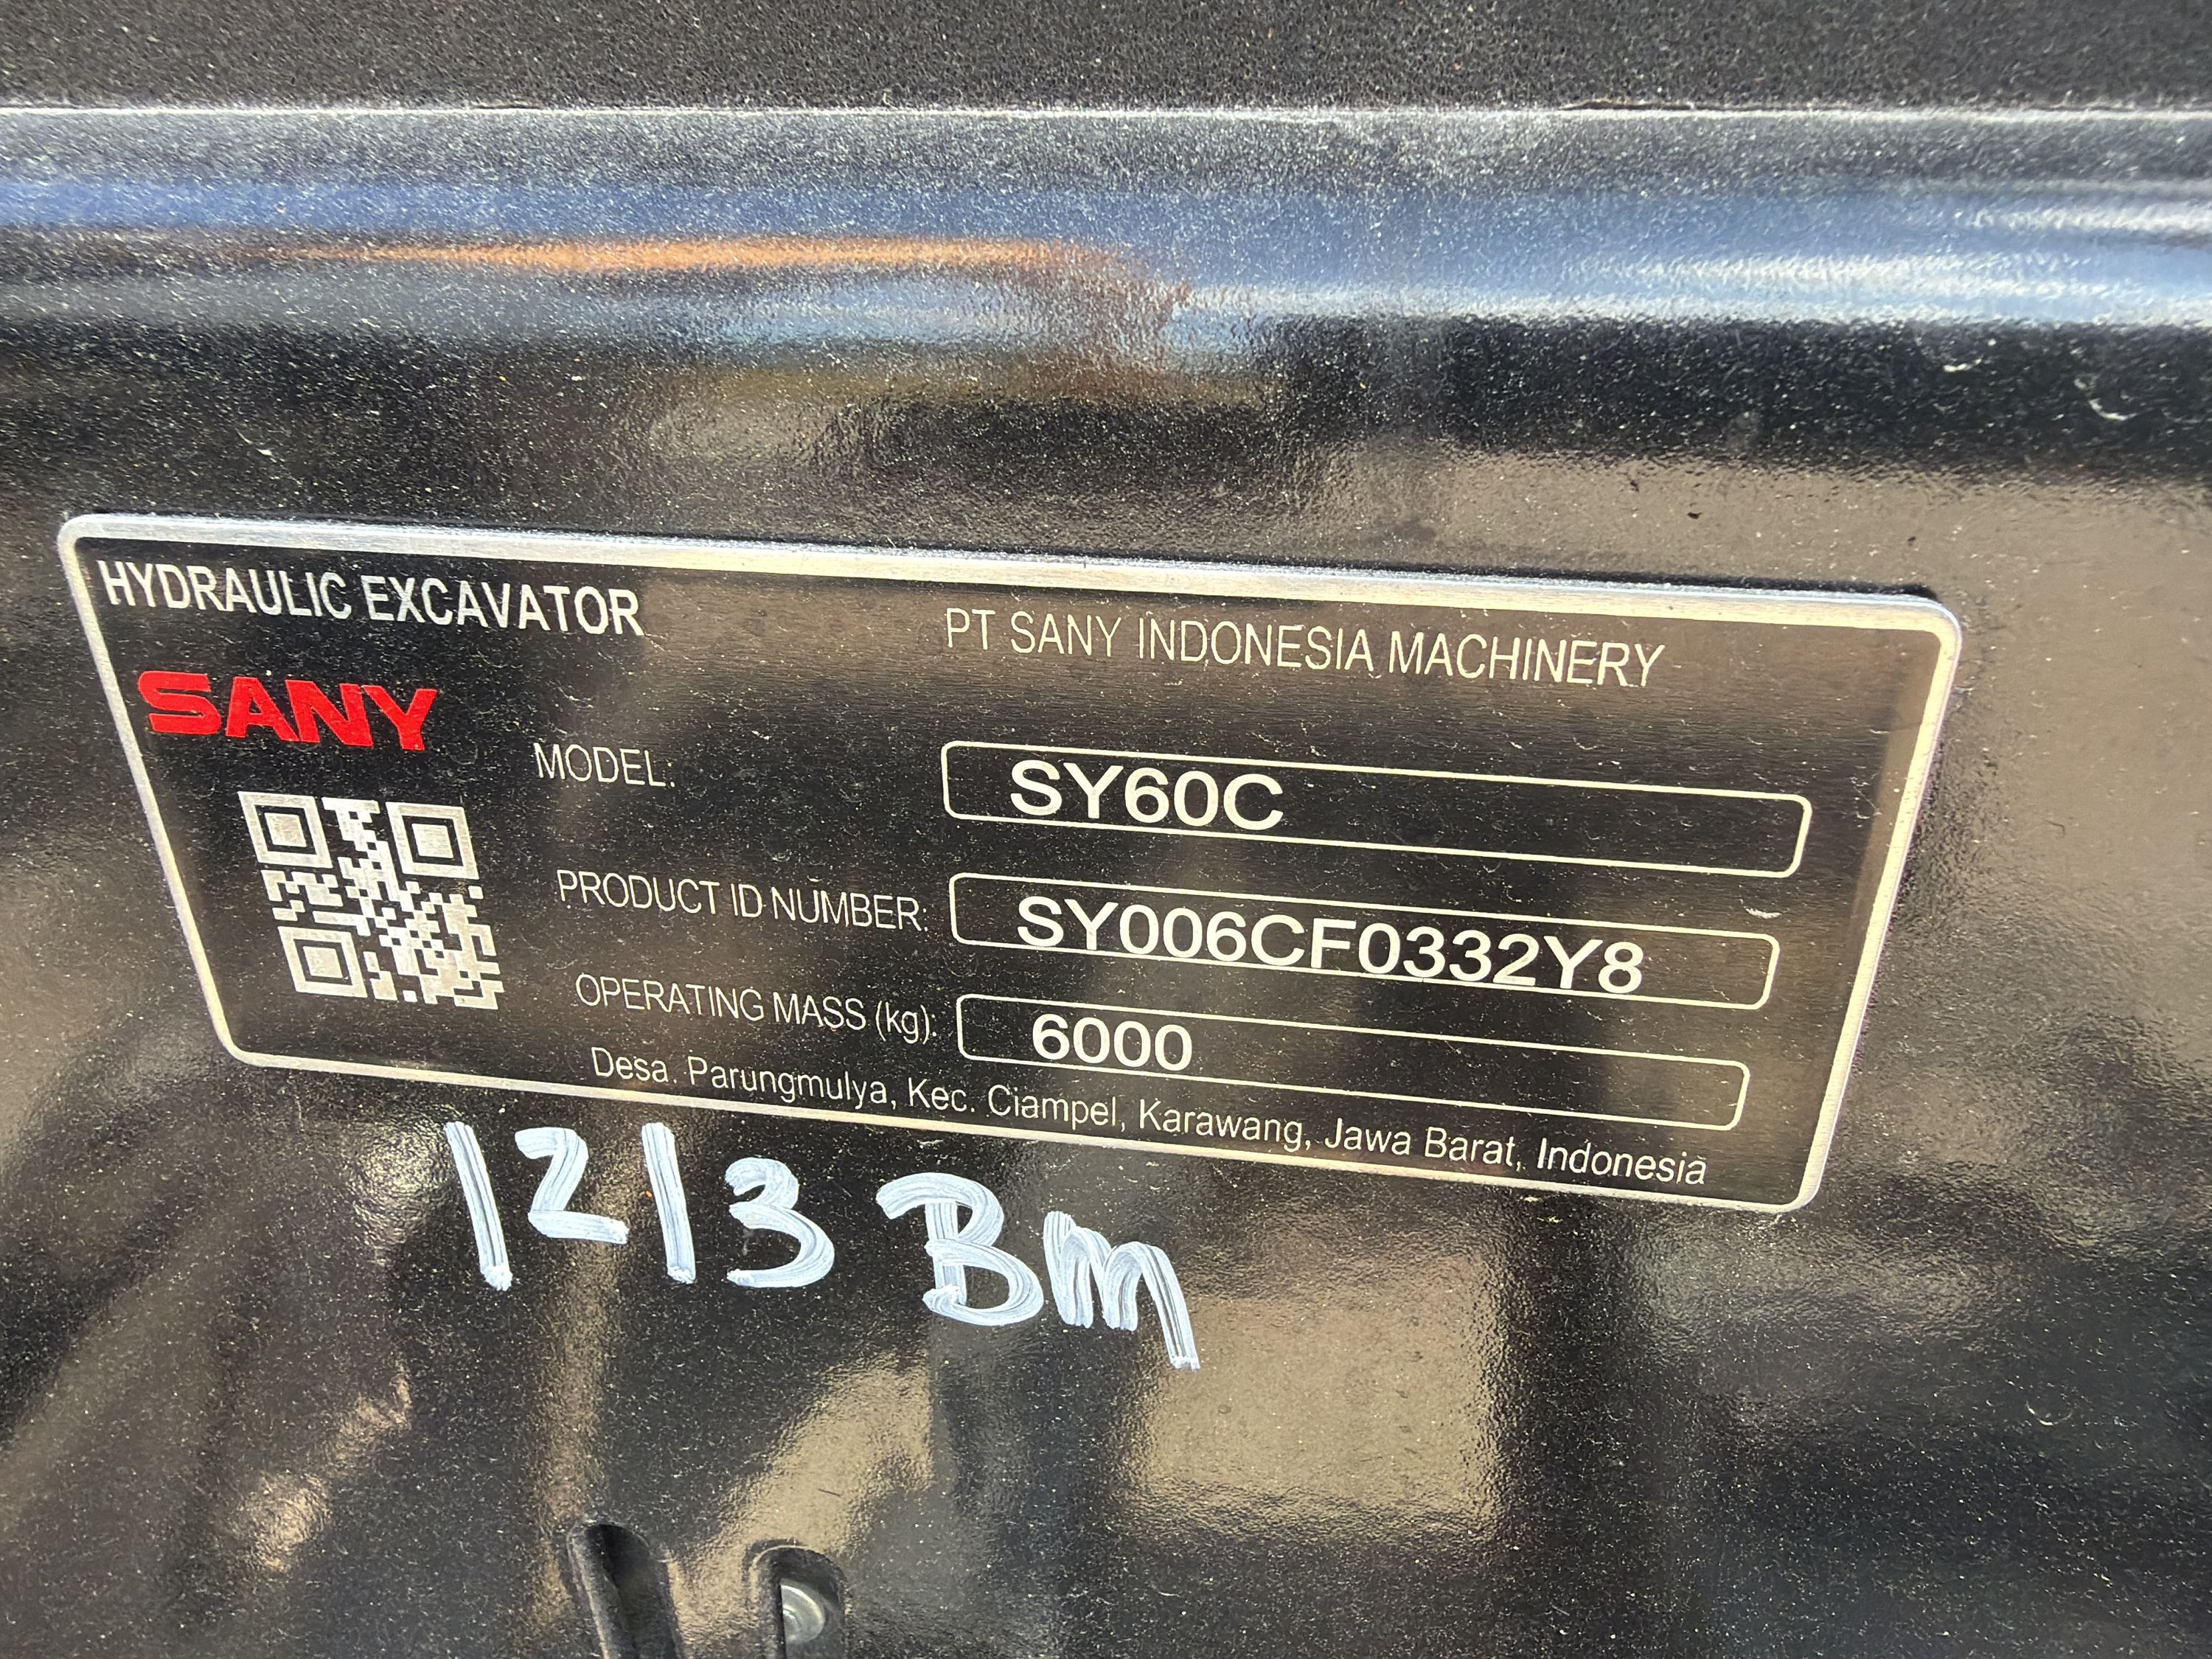 HYDRAULIC EXCAVATOR
PT SANY INDONESIA MACHINERY
SANY
MODEL: SY60C
PRODUCT ID NUMBER: SY006CF0332Y8
OPERATING MASS (kg): 6000
Desa. Parungmulya, Kec. Ciampel, Karawang, Jawa Barat, Indonesia
1213 Bm